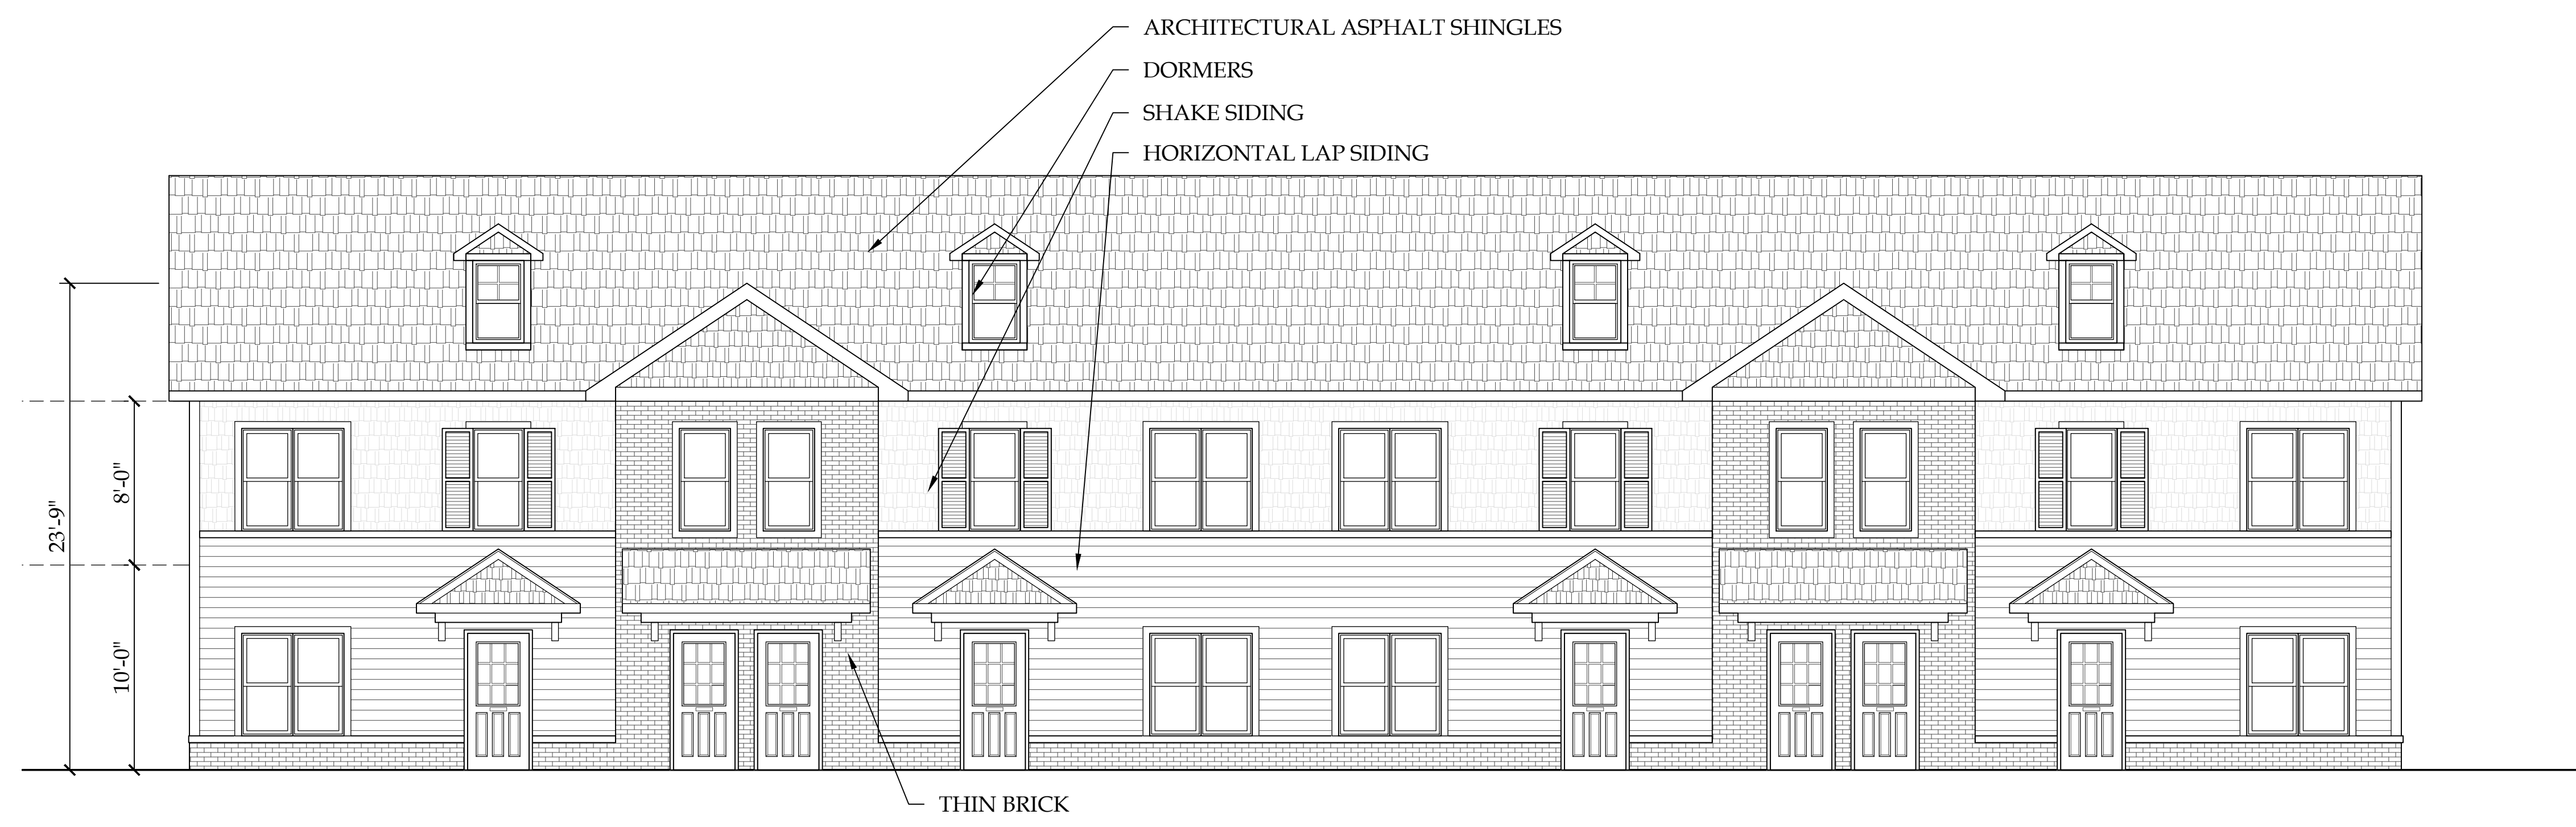 ARCHITECTURAL ASPHALT SHINGLES
DORMERS
SHAKE SIDING
HORIZONTAL LAP SIDING
23'-9"
8'-0"
10'-0"
THIN BRICK